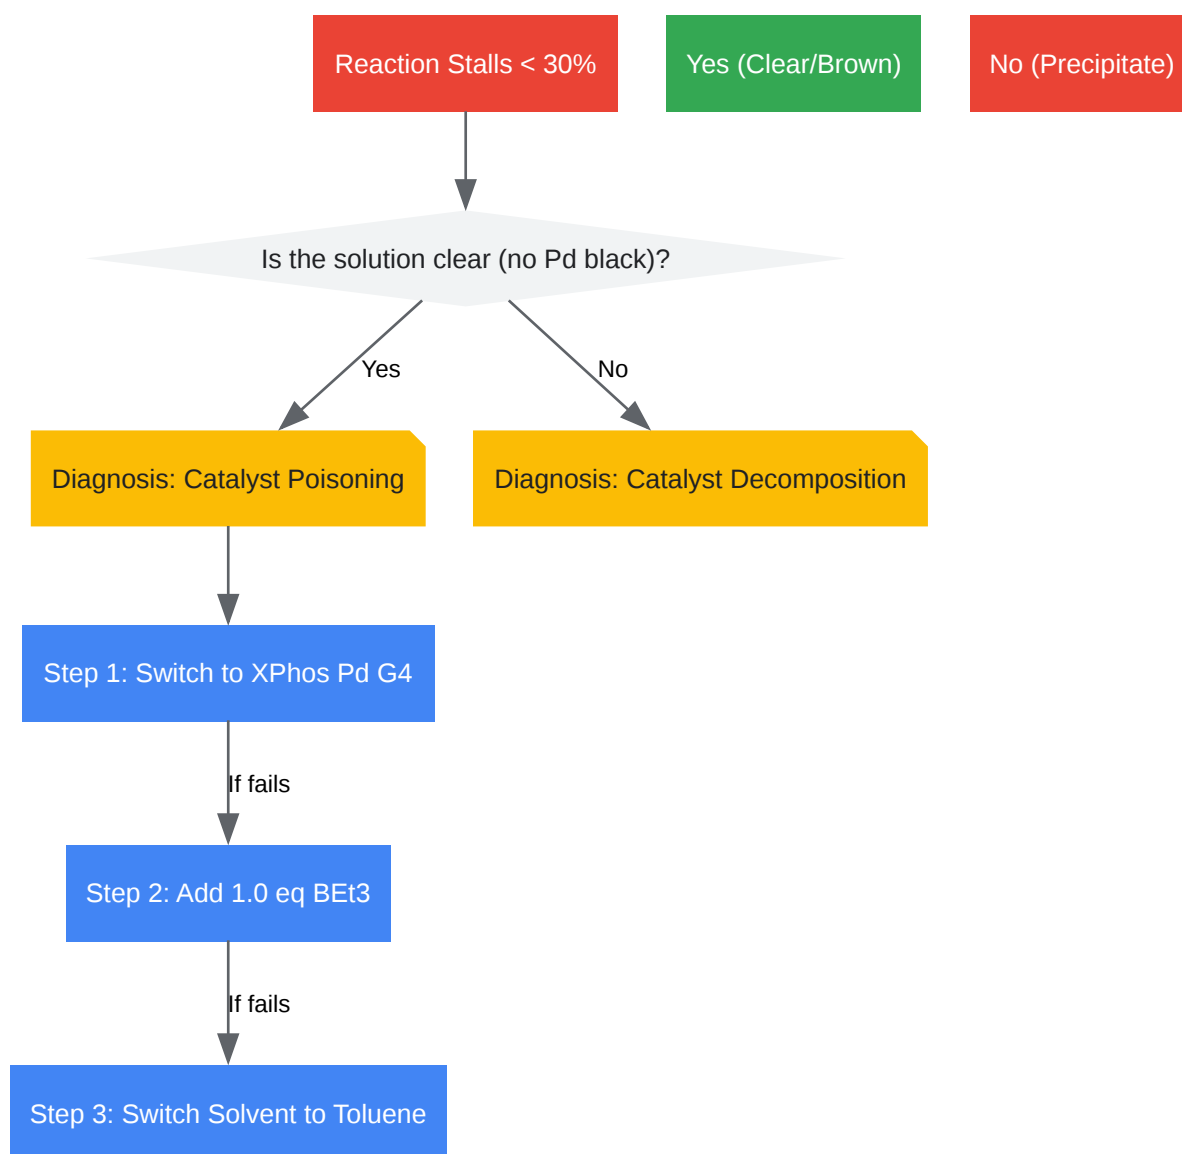 Reaction Stalls < 30%
Yes (Clear/Brown)
No (Precipitate)
Is the solution clear (no Pd black)?
Yes
No
Diagnosis: Catalyst Poisoning
Diagnosis: Catalyst Decomposition
Step 1: Switch to XPhos Pd G4
If fails
Step 2: Add 1.0 eq BEt3
If fails
Step 3: Switch Solvent to Toluene